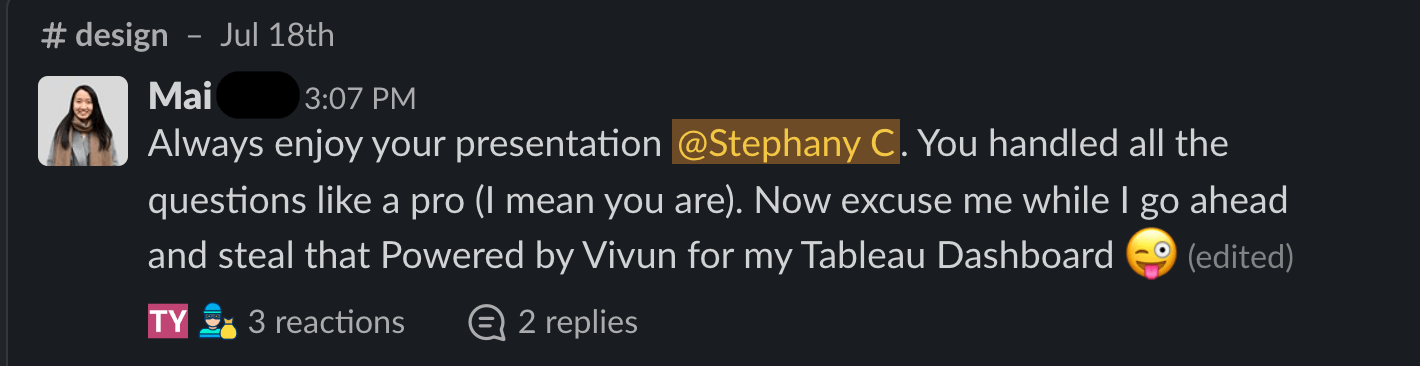 # design – Jul 18th
Mai 3:07 PM
Always enjoy your presentation @Stephany C. You handled all the
questions like a pro (I mean you are). Now excuse me while I go ahead
and steal that Powered by Vivun for my Tableau Dashboard 😜 (edited)
TY 3 reactions 2 replies